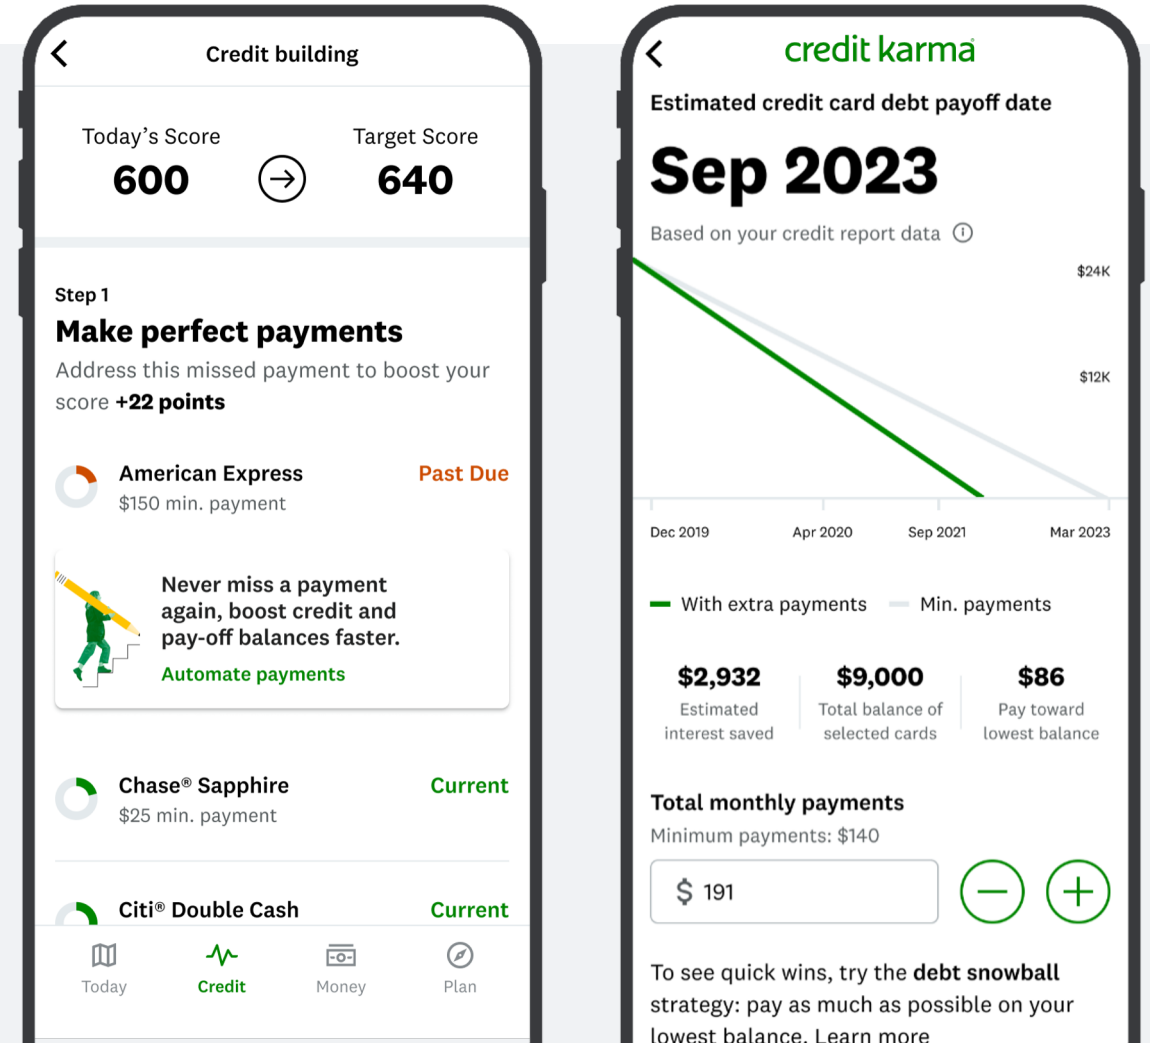 Credit building
Today's Score
600
Target Score
640
Step 1
Make perfect payments
Address this missed payment to boost your
score +22 points
American Express
Past Due
$150 min. payment
Never miss a payment
again, boost credit and
pay-off balances faster.
Automate payments
Chase® Sapphire
Current
$25 min. payment
Citi® Double Cash
Current
Today
Credit
Money
Plan
credit karma
Estimated credit card debt payoff date
Sep 2023
Based on your credit report data
$24K
$12K
Dec 2019
Apr 2020
Sep 2021
Mar 2023
With extra payments
Min. payments
$2,932
Estimated
interest saved
$9,000
Total balance of
selected cards
$86
Pay toward
lowest balance
Total monthly payments
Minimum payments: $140
$ 191
To see quick wins, try the debt snowball
strategy: pay as much as possible on your
lowest balance. Learn more